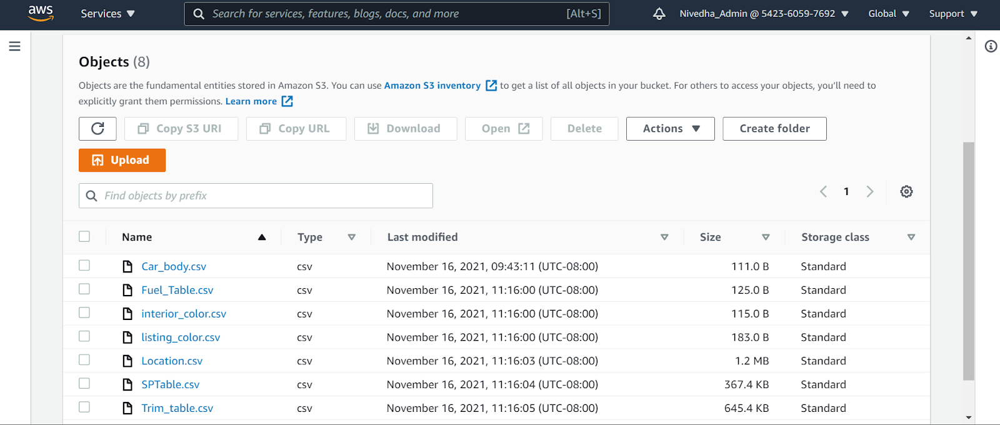 aws Services Search for services, features, blogs, docs, and more [Alt+S] Nivedha_Admin @ 5423-6059-7692 Global Support
Objects (8)
Objects are the fundamental entities stored in Amazon S3. You can use Amazon S3 inventory to get a list of all objects in your bucket. For others to access your objects, you'll need to
explicitly grant them permissions. Learn more
Copy S3 URI Copy URL Download Open Delete Actions Create folder
Upload
Find objects by prefix 1
Name Type Last modified Size Storage class
Car_body.csv csv November 16, 2021, 09:43:11 (UTC-08:00) 111.0 B Standard
Fuel_Table.csv csv November 16, 2021, 11:16:00 (UTC-08:00) 125.0 B Standard
interior_color.csv csv November 16, 2021, 11:16:00 (UTC-08:00) 115.0 B Standard
listing_color.csv csv November 16, 2021, 11:16:00 (UTC-08:00) 183.0 B Standard
Location.csv csv November 16, 2021, 11:16:03 (UTC-08:00) 1.2 MB Standard
SPTable.csv csv November 16, 2021, 11:16:04 (UTC-08:00) 367.4 KB Standard
Trim_table.csv csv November 16, 2021, 11:16:05 (UTC-08:00) 645.4 KB Standard